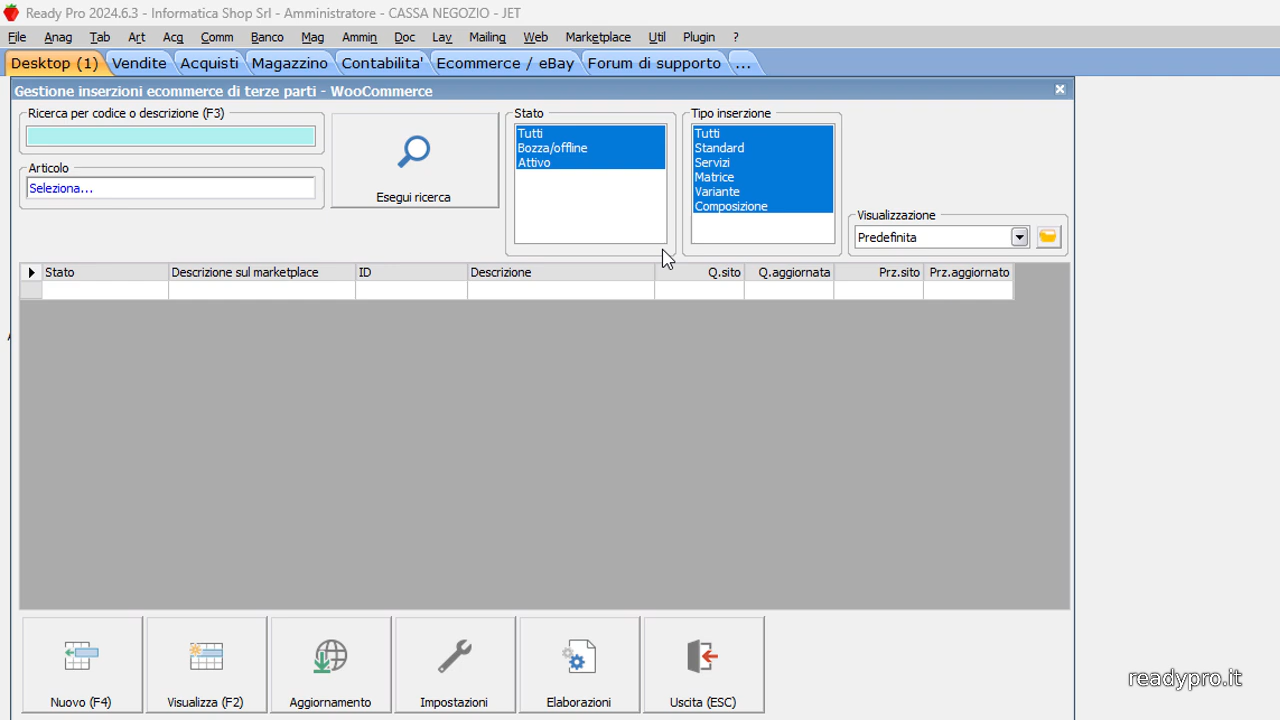 Ready Pro 2024.6.3 - Informatica Shop Srl - Amministratore - CASSA NEGOZIO - JET
File Anag Tab Art Acq Comm Banco Mag Ammin Doc Lav Mailing Web Marketplace Util Plugin ?
Desktop (1) Vendite Acquisti Magazzino Contabilita' Ecommerce / eBay Forum di supporto ...
Gestione inserzioni ecommerce di terze parti - WooCommerce
Ricerca per codice o descrizione (F3)
Articolo
Seleziona...
Esegui ricerca
Stato
Tutti
Bozza/offline
Attivo
Tipo inserzione
Tutti
Standard
Servizi
Matrice
Variante
Composizione
Visualizzazione
Predefinita
Stato Descrizione sul marketplace ID Descrizione Q.sito Q.aggiornata Prz.sito Prz.aggiornato
Nuovo (F4) Visualizza (F2) Aggiornamento Impostazioni Elaborazioni Uscita (ESC)
readypro.it